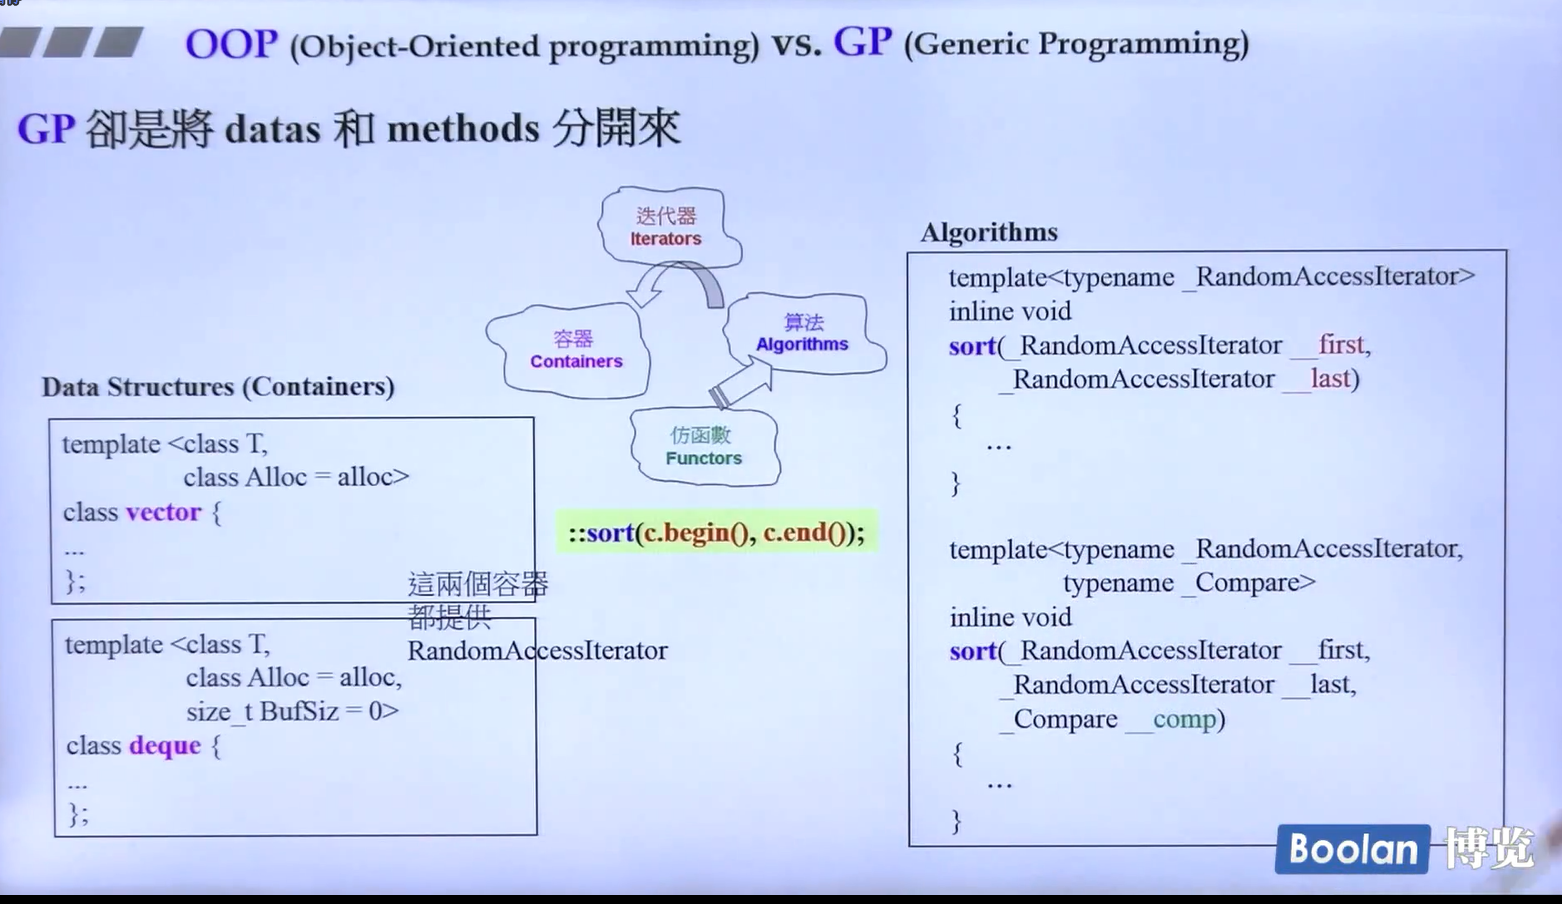 OOP (Object-Oriented programming) vs. GP (Generic Programming)
GP 卻是將 datas 和 methods 分開來
迭代器
Iterators
容器
Containers
算法
Algorithms
仿函數
Functors
::sort(c.begin(), c.end());
Data Structures (Containers)
template <class T,
class Alloc = alloc>
class vector {
...
};
這兩個容器
都提供
RandomAccessIterator
template <class T,
class Alloc = alloc,
size_t BufSiz = 0>
class deque {
...
};
Algorithms
template<typename _RandomAccessIterator>
inline void
sort(_RandomAccessIterator __first,
_RandomAccessIterator __last)
{
...
}
template<typename _RandomAccessIterator,
typename _Compare>
inline void
sort(_RandomAccessIterator __first,
_RandomAccessIterator __last,
_Compare __comp)
{
...
}
Boolan 博览